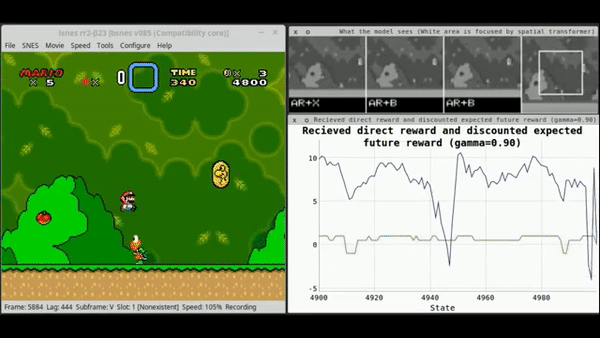 lsnes rr2-β23 [bsnes v085 (Compatibility core)]
File SNES Movie Speed Tools Configure Help
MARIO TIME
x 5 x 0 340 x 3
4800
Frame: 5884 Lag: 444 Subframe: V Slot: 1 [Nonexistent] Speed: 105% Recording
What the model sees (White area is focused by spatial transformer)
AR+X AR+B AR+B
Recieved direct reward and discounted expected future reward (gamma=0.90)
Recieved direct reward and discounted expected
future reward (gamma=0.90)
10
5
0
-5
4900 4920 4940 4960 4980
State